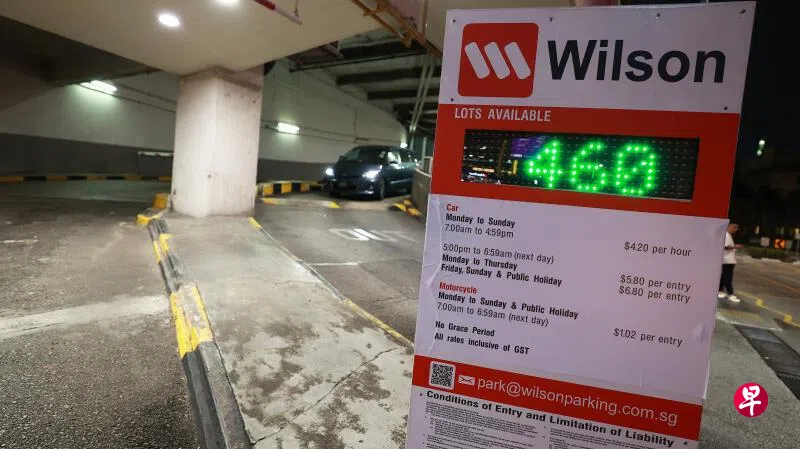 Wilson
LOTS AVAILABLE
460
Car
Monday to Sunday
7:00am to 4:59pm
$4.20 per hour
5:00pm to 6:59am (next day)
Monday to Thursday
$5.80 per entry
Friday, Sunday & Public Holiday
$6.80 per entry
Motorcycle
Monday to Sunday & Public Holiday
7:00am to 6:59am (next day)
$1.02 per entry
No Grace Period
All rates inclusive of GST
park@wilsonparking.com.sg
Conditions of Entry and Limitation of Liability
早